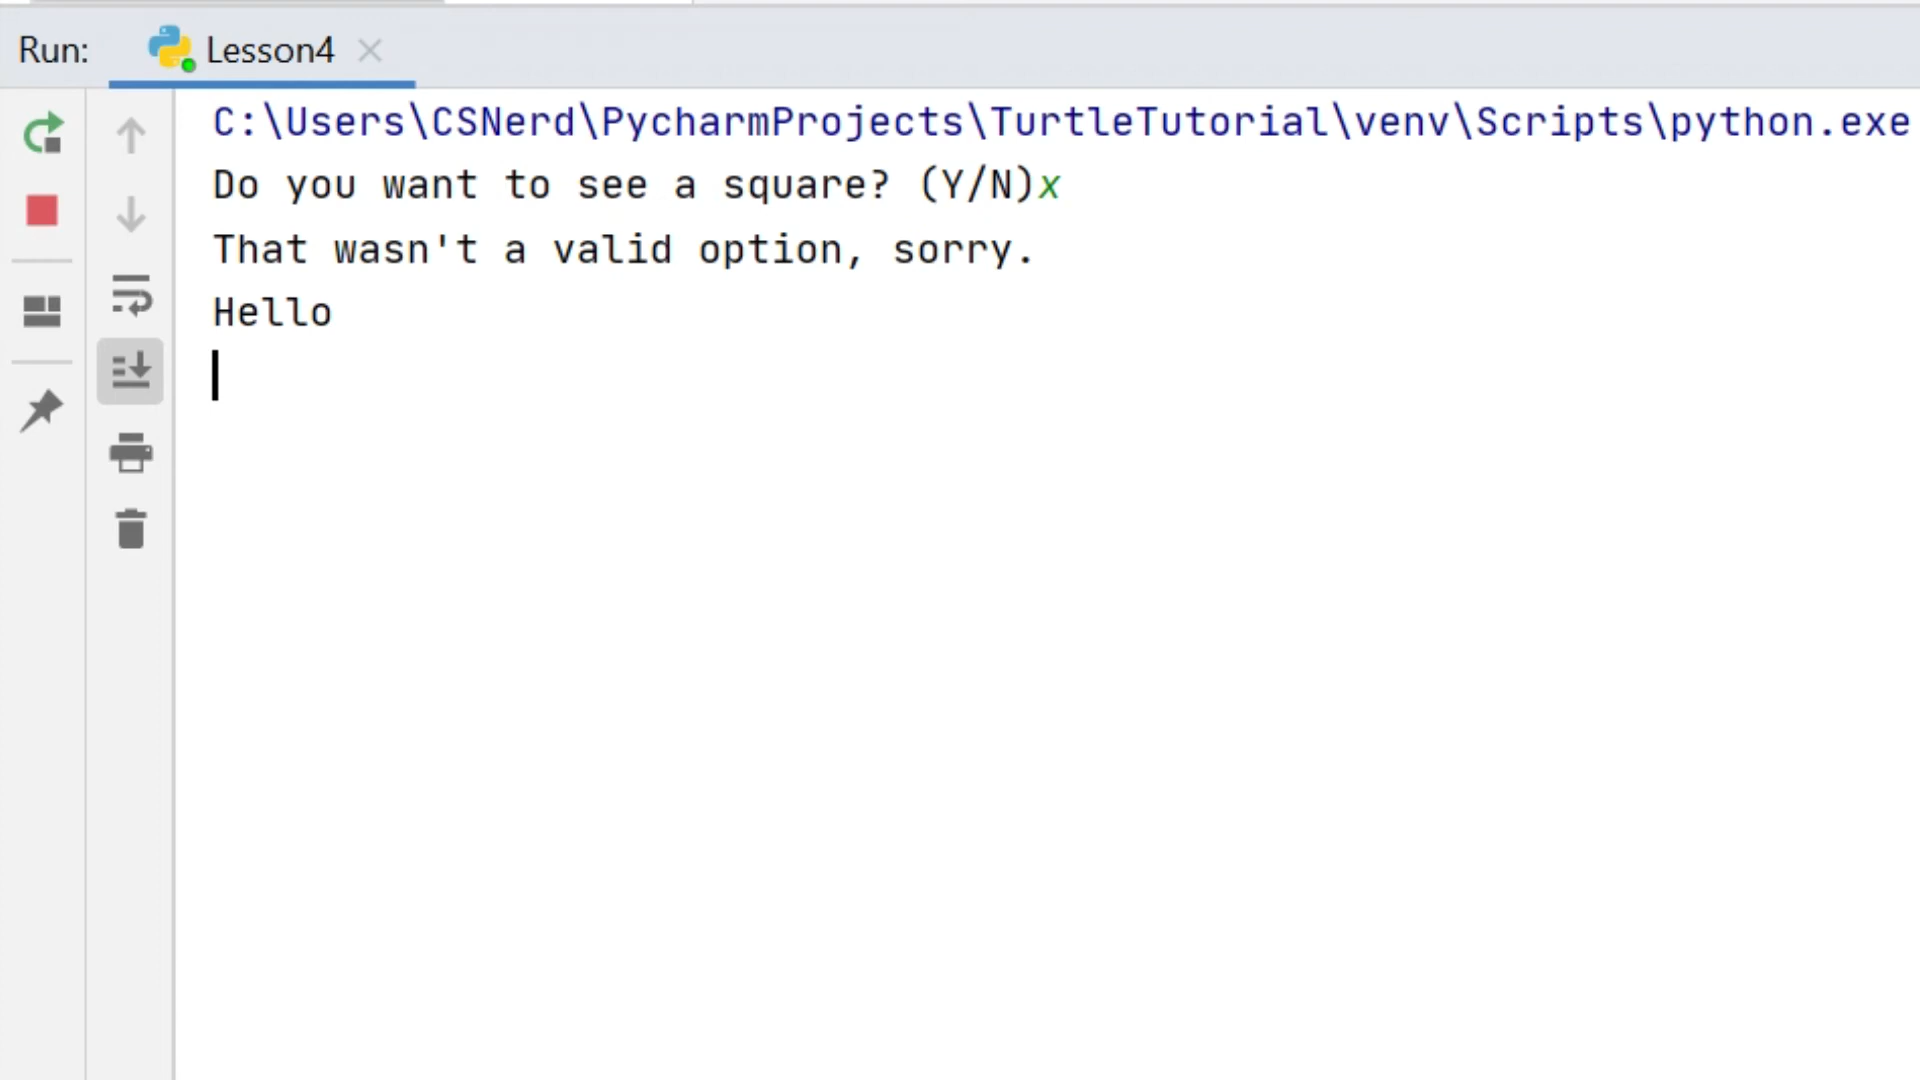 Run: Lesson4
C:\Users\CSNerd\PycharmProjects\TurtleTutorial\venv\Scripts\python.exe
Do you want to see a square? (Y/N)x
That wasn't a valid option, sorry.
Hello